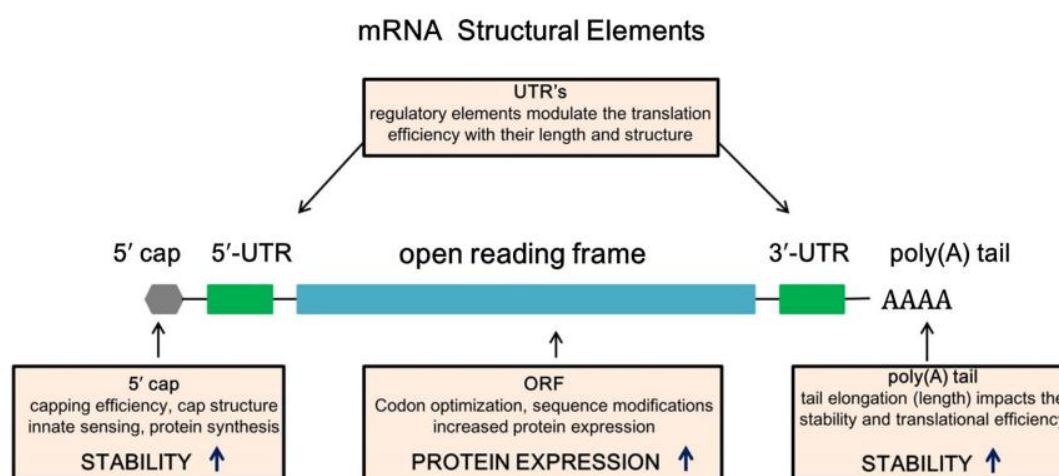 mRNA Structural Elements
UTR's
regulatory elements modulate the translation
efficiency with their length and structure
5′ cap 5′-UTR open reading frame 3′-UTR poly(A) tail
AAAA
5′ cap
capping efficiency, cap structure
innate sensing, protein synthesis
STABILITY ↑
ORF
Codon optimization, sequence modifications
increased protein expression
PROTEIN EXPRESSION ↑
poly(A) tail
tail elongation (length) impacts the
stability and translational efficiency
STABILITY ↑